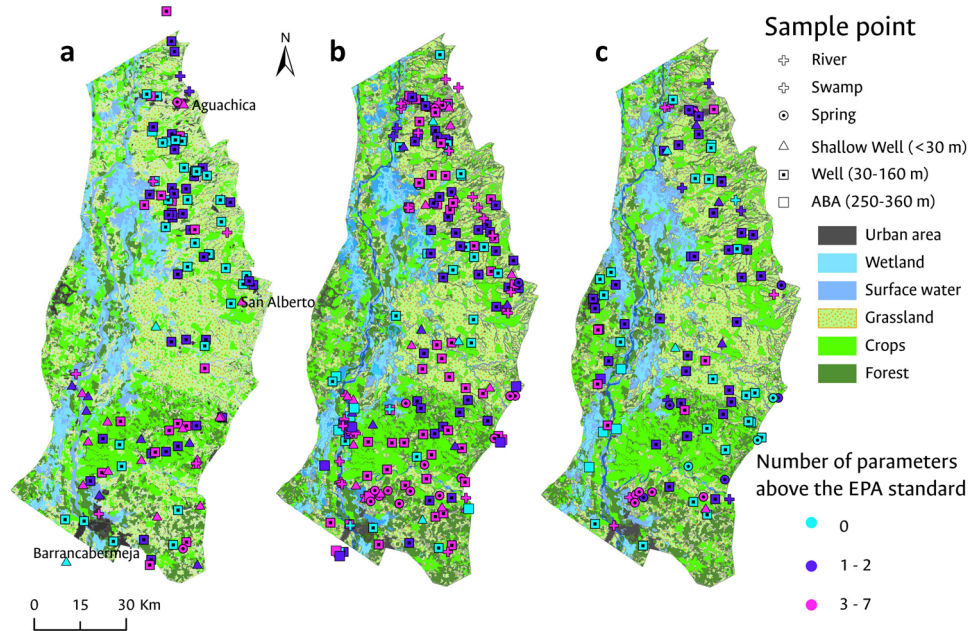 a
b
c
N
Aguachica
San Alberto
Barrancabermeja
0 15 30 Km
Sample point
River
Swamp
Spring
Shallow Well (<30 m)
Well (30-160 m)
ABA (250-360 m)
Urban area
Wetland
Surface water
Grassland
Crops
Forest
Number of parameters
above the EPA standard
0
1 - 2
3 - 7